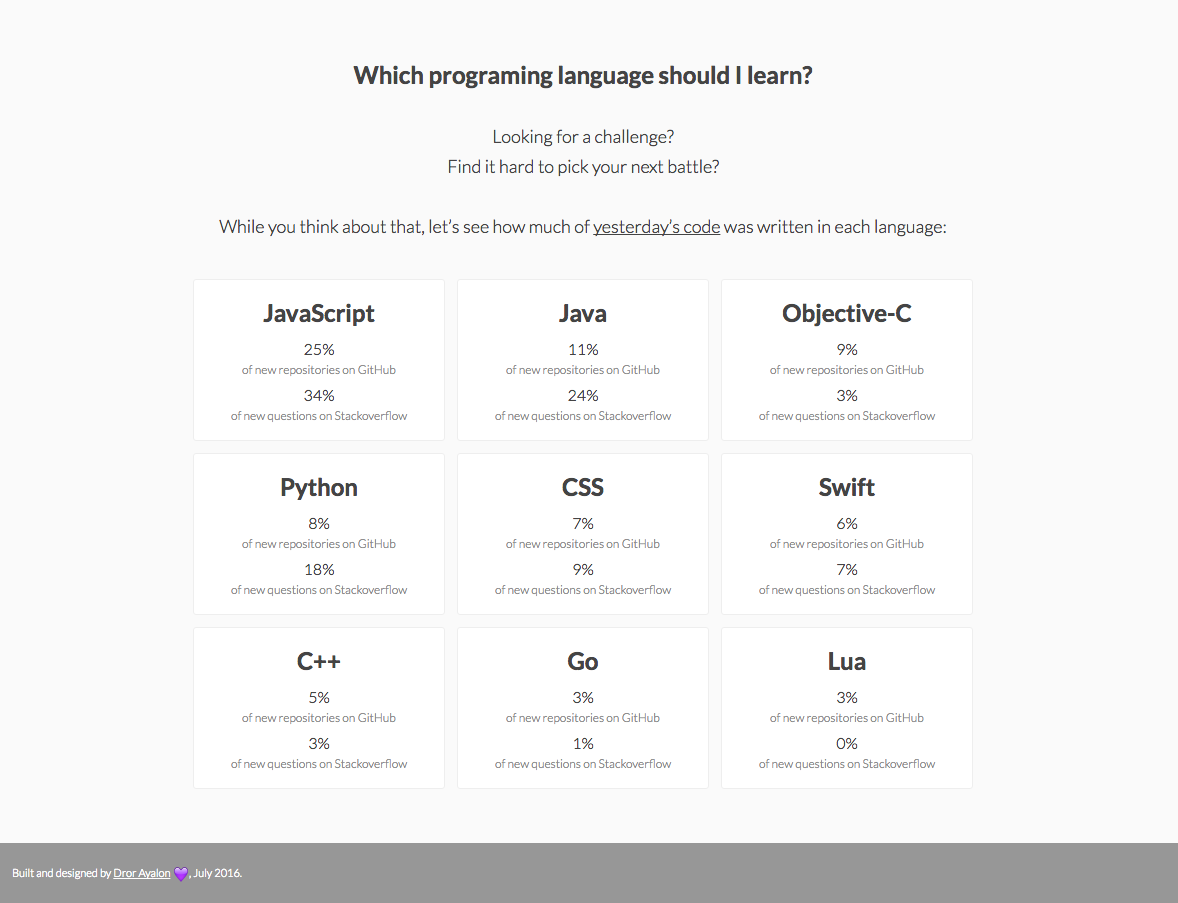 Which programing language should I learn?
Looking for a challenge?
Find it hard to pick your next battle?
While you think about that, let’s see how much of yesterday’s code was written in each language:
JavaScript
25%
of new repositories on GitHub
34%
of new questions on Stackoverflow
Java
11%
of new repositories on GitHub
24%
of new questions on Stackoverflow
Objective-C
9%
of new repositories on GitHub
3%
of new questions on Stackoverflow
Python
8%
of new repositories on GitHub
18%
of new questions on Stackoverflow
CSS
7%
of new repositories on GitHub
9%
of new questions on Stackoverflow
Swift
6%
of new repositories on GitHub
7%
of new questions on Stackoverflow
C++
5%
of new repositories on GitHub
3%
of new questions on Stackoverflow
Go
3%
of new repositories on GitHub
1%
of new questions on Stackoverflow
Lua
3%
of new repositories on GitHub
0%
of new questions on Stackoverflow
Built and designed by Dror Ayalon 💜, July 2016.